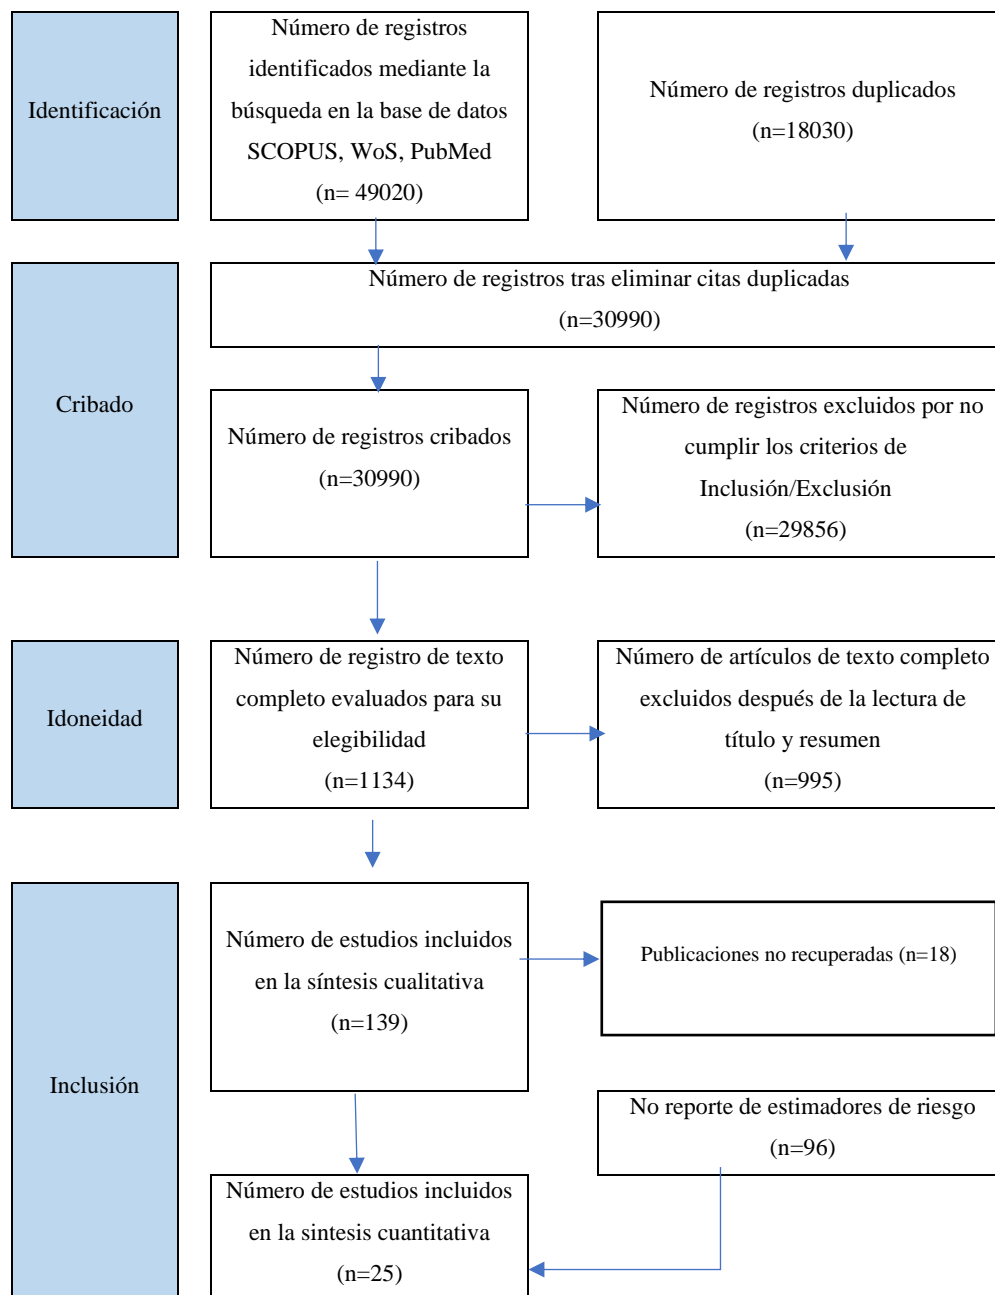 Identificación
Número de registros
identificados mediante la
búsqueda en la base de datos
SCOPUS, WoS, PubMed
(n= 49020)
Número de registros duplicados
(n=18030)
Cribado
Número de registros tras eliminar citas duplicadas
(n=30990)
Número de registros cribados
(n=30990)
Número de registros excluidos por no
cumplir los criterios de
Inclusión/Exclusión
(n=29856)
Idoneidad
Número de registro de texto
completo evaluados para su
elegibilidad
(n=1134)
Número de artículos de texto completo
excluidos después de la lectura de
título y resumen
(n=995)
Inclusión
Número de estudios incluidos
en la síntesis cualitativa
(n=139)
Publicaciones no recuperadas (n=18)
No reporte de estimadores de riesgo
(n=96)
Número de estudios incluidos
en la sintesis cuantitativa
(n=25)